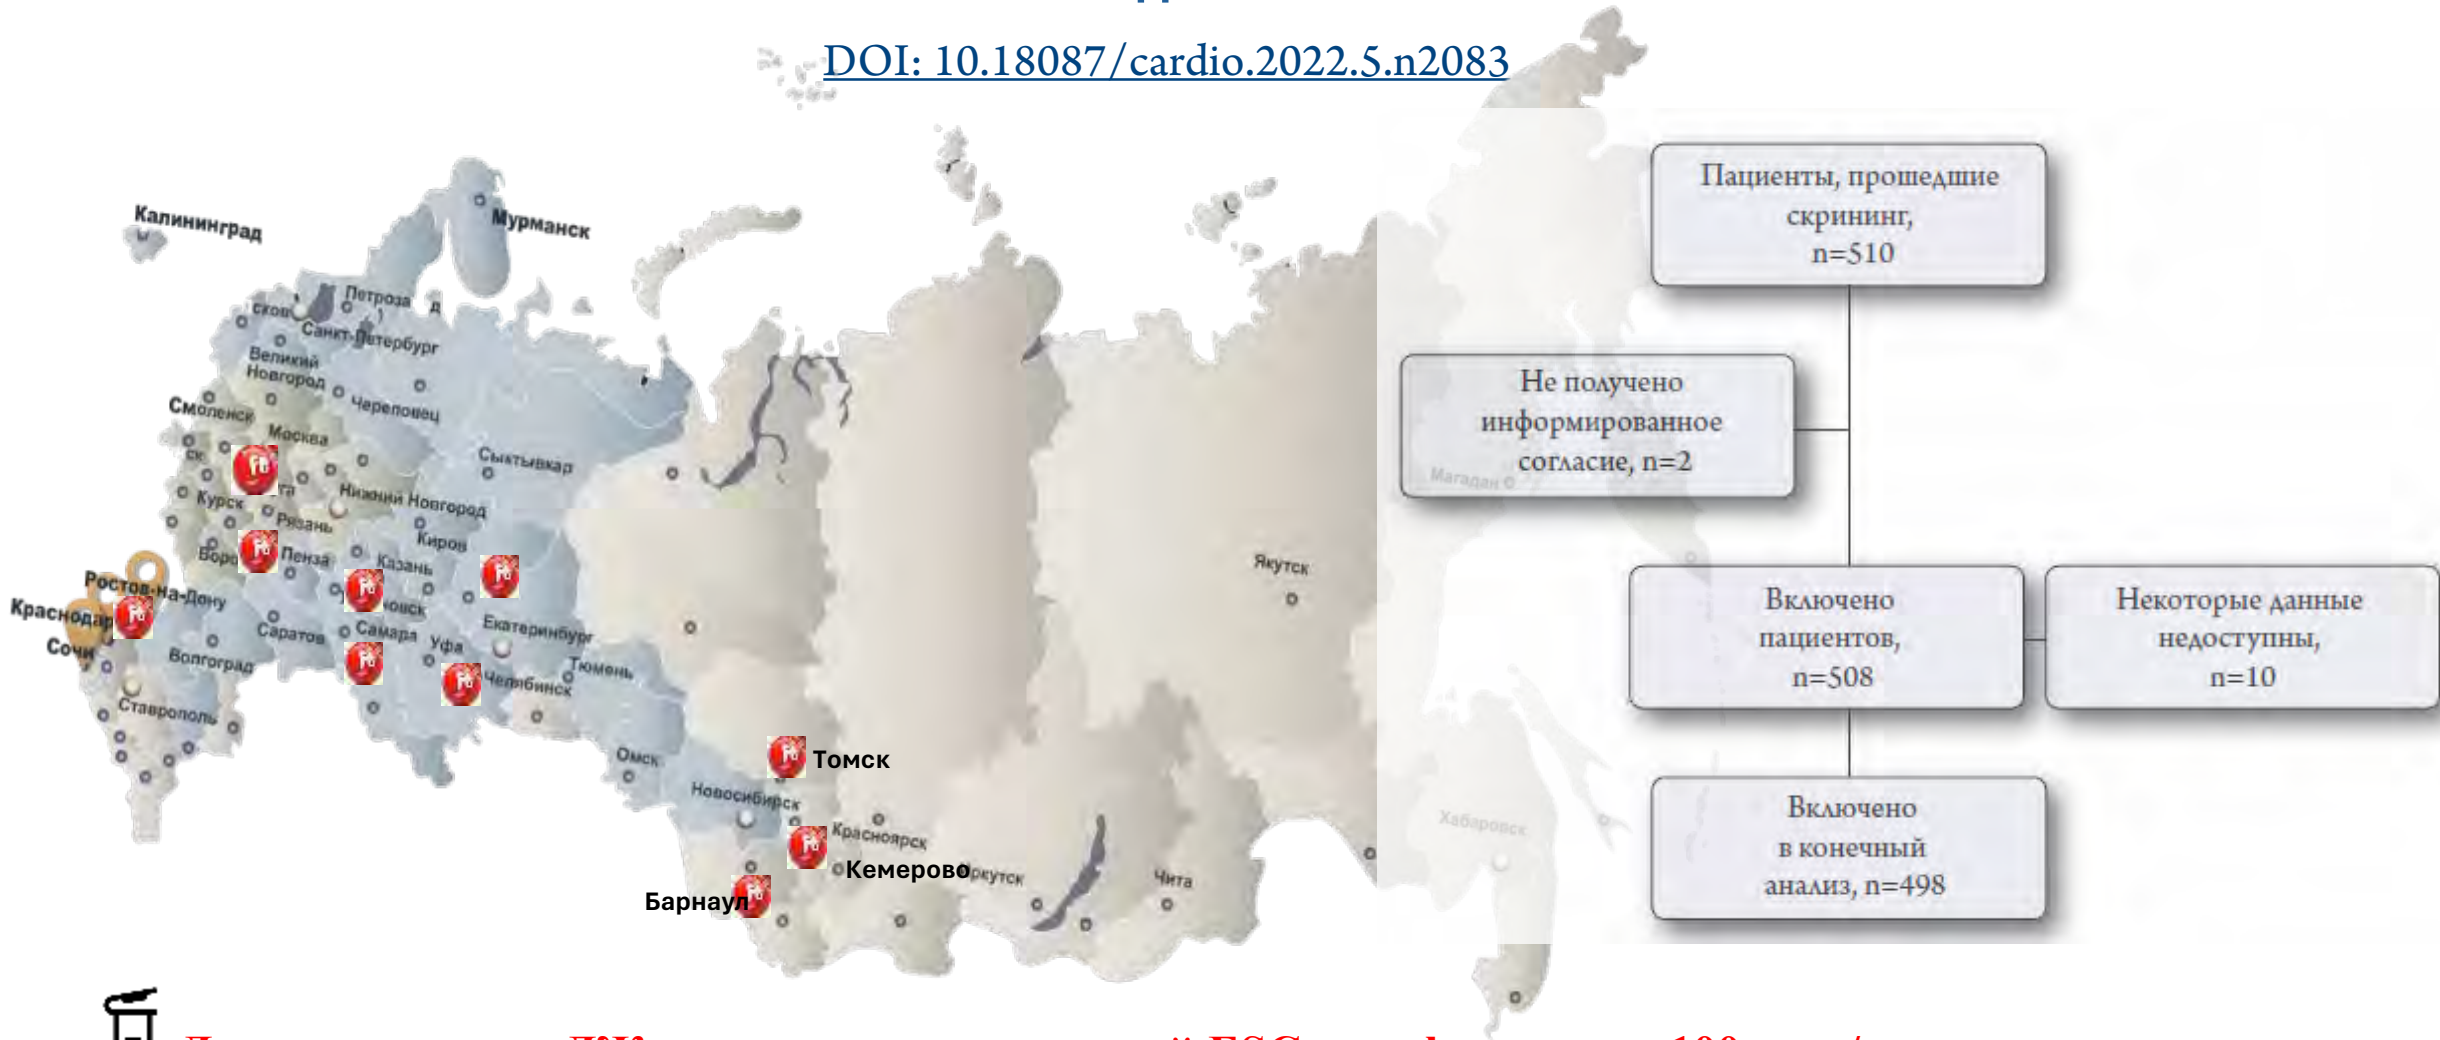 DOI: 10.18087/cardio.2022.5.n2083
Калининград
Мурманск
Санкт-Петербург
Великий
Новгород
Череповец
Смоленск
Москва
Сыктывкар
Нижний Новгород
Курск
Рязань
Киров
Пенза
Казань
Ростов-на-Дону
Краснодар
Сочи
Волгоград
Саратов
Самара
Уфа
Екатеринбург
Тюмень
Челябинск
Ставрополь
Омск
Томск
Новосибирск
Красноярск
Кемерово
Барнаул
Чита
Якутск
Магадан
Хабаровск
Пациенты, прошедшие
скрининг,
n=510
Не получено
информированное
согласие, n=2
Включено
пациентов,
n=508
Некоторые данные
недоступны,
n=10
Включено
в конечный
анализ, n=498